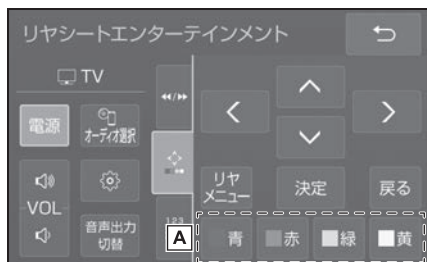 リヤシートエンターテインメント
TV
電源
オーディオ選択
VOL
音声出力
切替
123
A
リヤ
メニュー
決定
戻る
青
赤
緑
黄